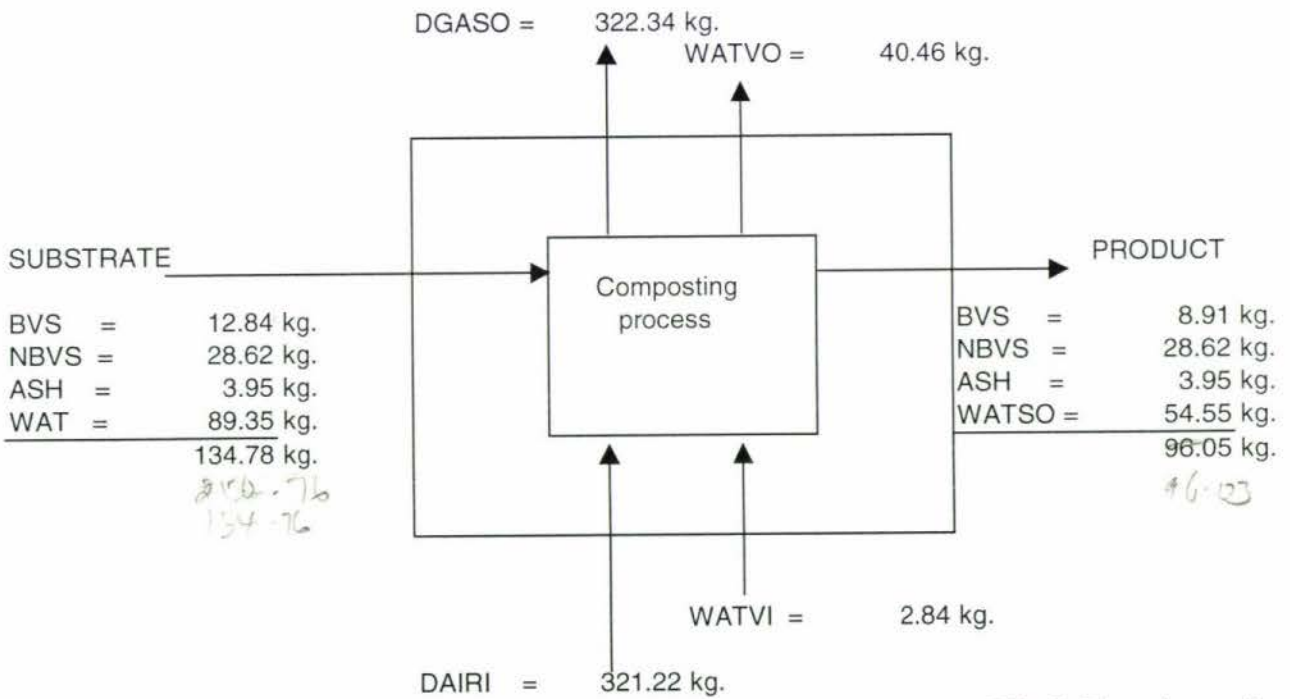 DGASO = 322.34 kg.
WATVO = 40.46 kg.
SUBSTRATE
BVS = 12.84 kg.
NBVS = 28.62 kg.
ASH = 3.95 kg.
WAT = 89.35 kg.
134.78 kg.
134.76
Composting
process
PRODUCT
BVS = 8.91 kg.
NBVS = 28.62 kg.
ASH = 3.95 kg.
WATSO = 54.55 kg.
96.05 kg.
WATVI = 2.84 kg.
DAIRI = 321.22 kg.